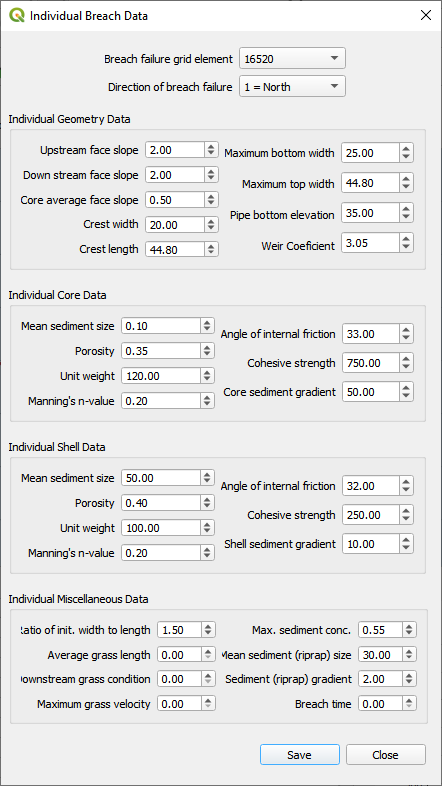 Individual Breach Data
Breach failure grid element 16520
Direction of breach failure 1 = North
Individual Geometry Data
Upstream face slope 2.00
Down stream face slope 2.00
Core average face slope 0.50
Crest width 20.00
Crest length 44.80
Maximum bottom width 25.00
Maximum top width 44.80
Pipe bottom elevation 35.00
Weir Coeficient 3.05
Individual Core Data
Mean sediment size 0.10
Porosity 0.35
Unit weight 120.00
Manning's n-value 0.20
Angle of internal friction 33.00
Cohesive strength 750.00
Core sediment gradient 50.00
Individual Shell Data
Mean sediment size 50.00
Porosity 0.40
Unit weight 100.00
Manning's n-value 0.20
Angle of internal friction 32.00
Cohesive strength 250.00
Shell sediment gradient 10.00
Individual Miscellaneous Data
Ratio of init. width to length 1.50
Average grass length 0.00
Downstream grass condition 0.00
Maximum grass velocity 0.00
Max. sediment conc. 0.55
Mean sediment (riprap) size 30.00
Sediment (riprap) gradient 2.00
Breach time 0.00
Save Close